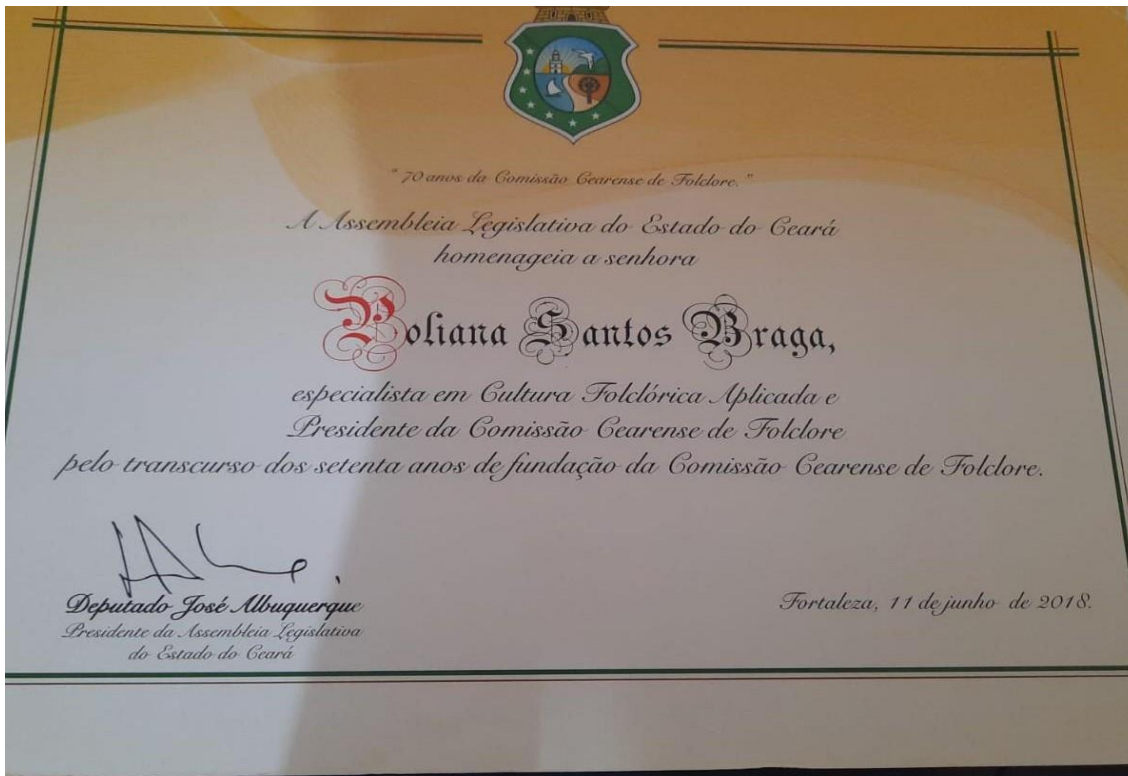 " 70 anos da Comissão Cearense de Folclore. "
A Assembleia Legislativa do Estado do Ceará
homenageia a senhora
Poliana Santos Braga,
especialista em Cultura Folclórica Aplicada e
Presidente da Comissão Cearense de Folclore
pelo transcurso dos setenta anos de fundação da Comissão Cearense de Folclore.
Deputado José Albuquerque
Presidente da Assembleia Legislativa
do Estado do Ceará
Fortaleza, 11 de junho de 2018.